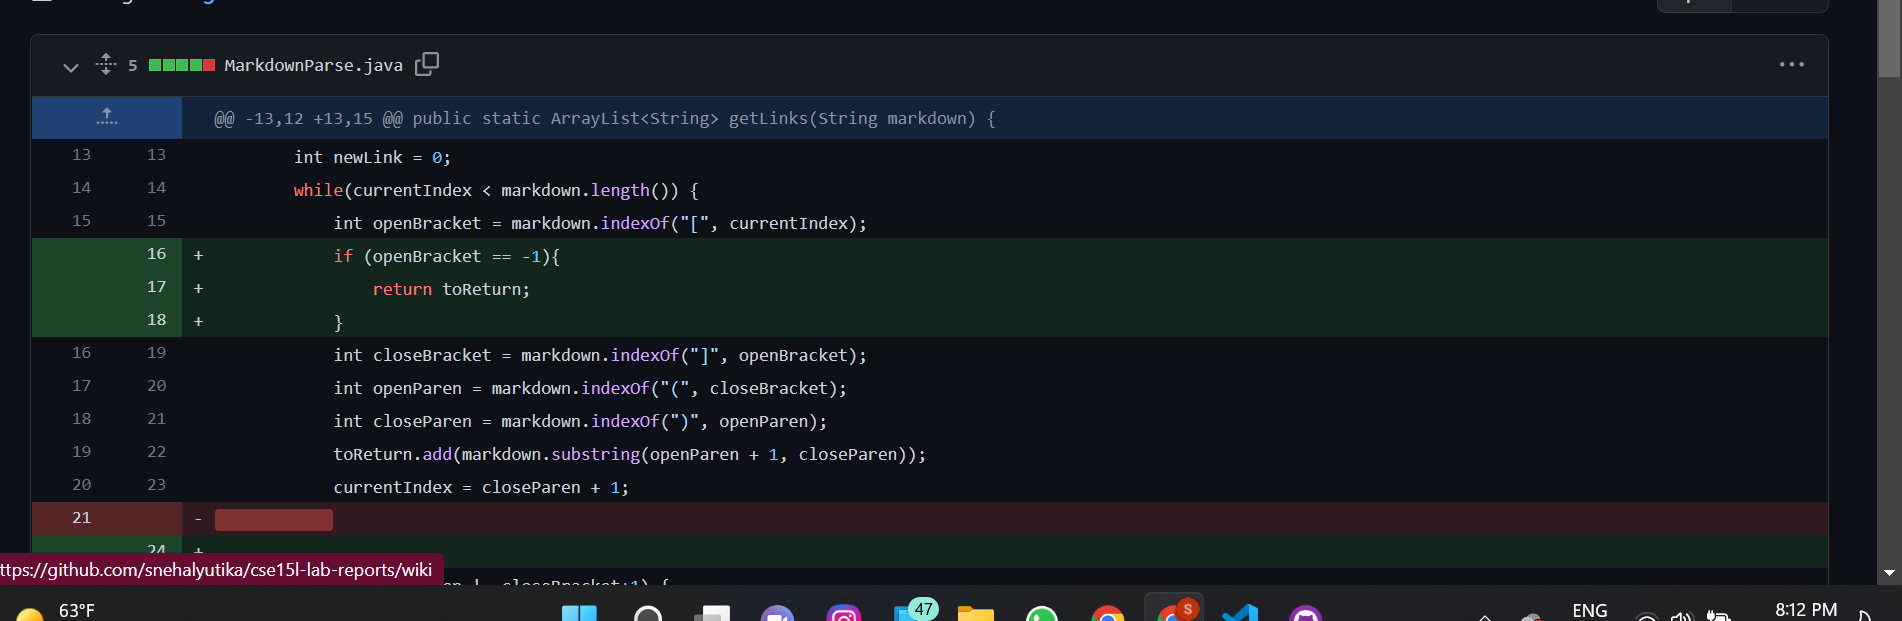 5 MarkdownParse.java
@@ -13,12 +13,15 @@ public static ArrayList<String> getLinks(String markdown) {
13 13 int newLink = 0;
14 14 while(currentIndex < markdown.length()) {
15 15 int openBracket = markdown.indexOf("[", currentIndex);
16 + if (openBracket == -1){
17 + return toReturn;
18 + }
16 19 int closeBracket = markdown.indexOf("]", openBracket);
17 20 int openParen = markdown.indexOf("(", closeBracket);
18 21 int closeParen = markdown.indexOf(")", openParen);
19 22 toReturn.add(markdown.substring(openParen + 1, closeParen));
20 23 currentIndex = closeParen + 1;
21 -
24 +
closeBracket+1) {
ttps://github.com/snehalyutika/cse15l-lab-reports/wiki
63°F
47
S
ENG
8:12 PM